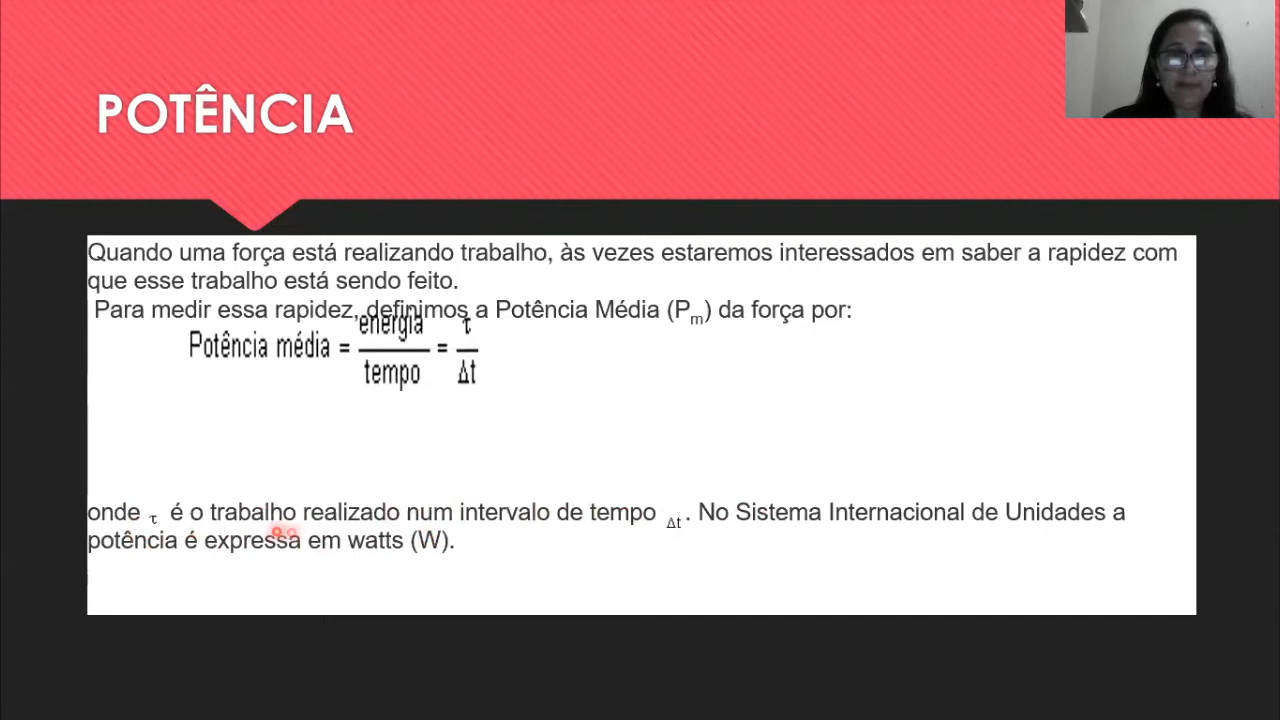 POTÊNCIA
Quando uma força está realizando trabalho, às vezes estaremos interessados em saber a rapidez com
que esse trabalho está sendo feito.
Para medir essa rapidez, definimos a Potência Média (Pm) da força por:
Potência média = energia/tempo = τ/Δt
onde τ é o trabalho realizado num intervalo de tempo Δt. No Sistema Internacional de Unidades a
potência é expressa em watts (W).